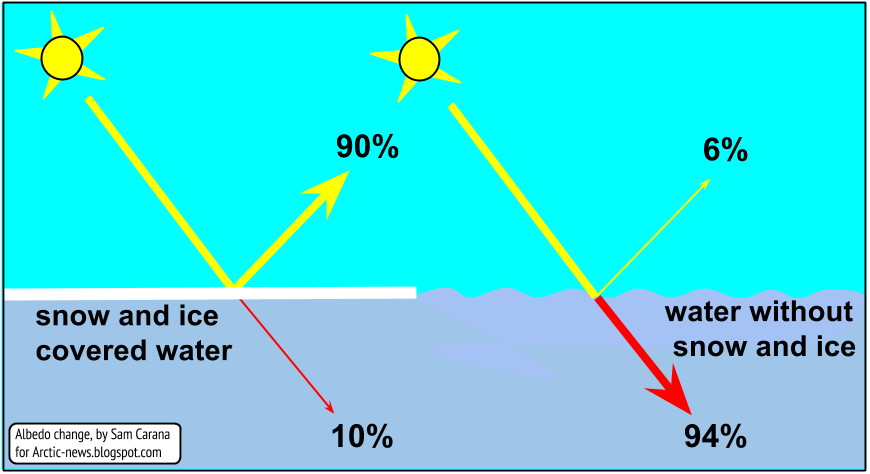 90%
6%
snow and ice
covered water
water without
snow and ice
10%
94%
Albedo change, by Sam Carana
for Arctic-news.blogspot.com